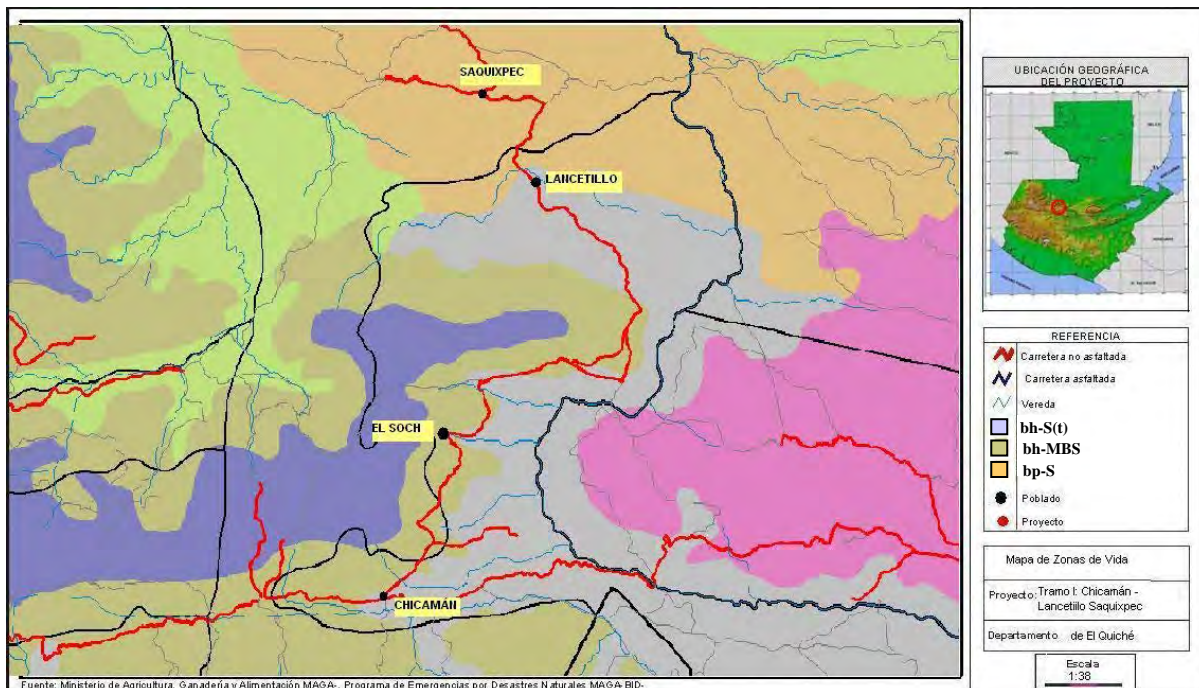 SAQUIXPEC
LANCETILLO
EL SOCH
CHICAMÁN
Fuente: Ministerio de Agricultura, Ganadería y Alimentación MAGA-, Programa de Emergencias por Desastres Naturales MAGA-BID-
UBICACIÓN GEOGRÁFICA
DEL PROYECTO
REFERENCIA
Carretera no asfaltada
Carretera asfaltada
Vereda
bh-S(t)
bh-MBS
bp-S
Poblado
Proyecto
Mapa de Zonas de Vida
Proyecto: Tramo I: Chicamán -
Lancetiilo Saquixpec
Departamento de El Quiché
Escala
1:38